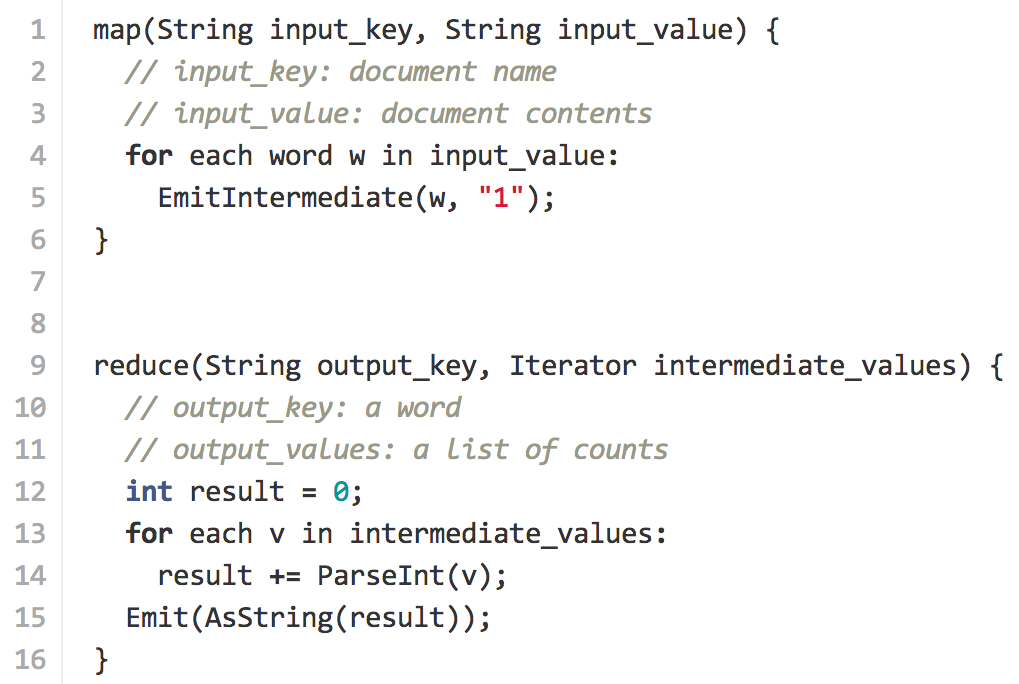 1 map(String input_key, String input_value) {
2 // input_key: document name
3 // input_value: document contents
4 for each word w in input_value:
5 EmitIntermediate(w, "1");
6 }
7
8
9 reduce(String output_key, Iterator intermediate_values) {
10 // output_key: a word
11 // output_values: a list of counts
12 int result = 0;
13 for each v in intermediate_values:
14 result += ParseInt(v);
15 Emit(AsString(result));
16 }